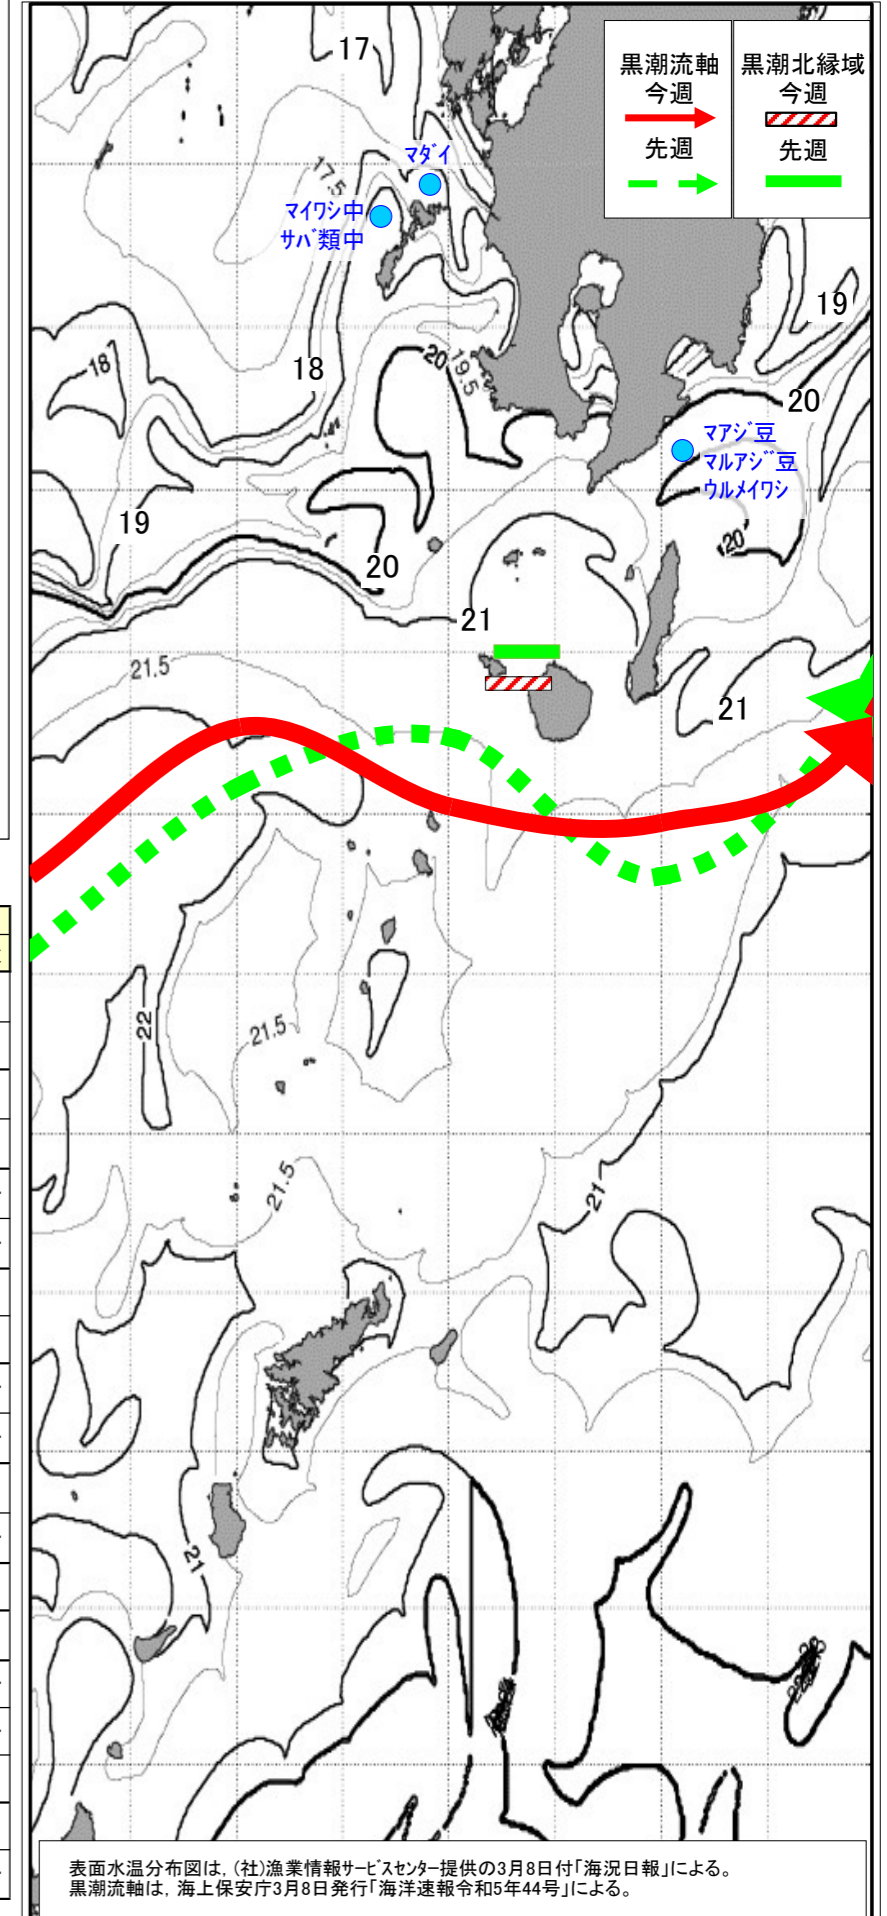 黒潮流軸
今週
先週
黒潮北縁域
今週
先週
17
17.5
マダイ
マイワシ中
サバ類中
19
18
18
20
19.5
20
マアジ豆
マルアジ豆
ウルメイワシ
19
20
20
21
21.5
21
22
21.5
21.5
21
21
表面水温分布図は,(社)漁業情報サービスセンター提供の3月8日付「海況日報」による。
黒潮流軸は,海上保安庁3月8日発行「海洋速報令和5年44号」による。